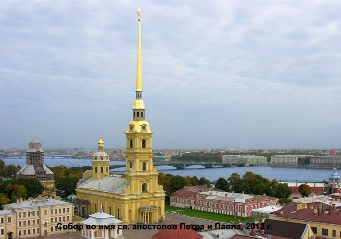 Собор во имя св. апостолов Петра и Павла, 2013 г.